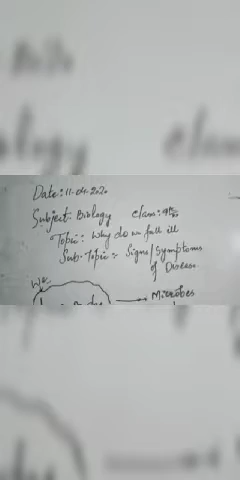 Date: 11-04-2020
Subject: Biology Class: 9th
Topic: Why do we fall ill
Sub-Topic: Signs/Symptoms
of Disease
We
Microbes